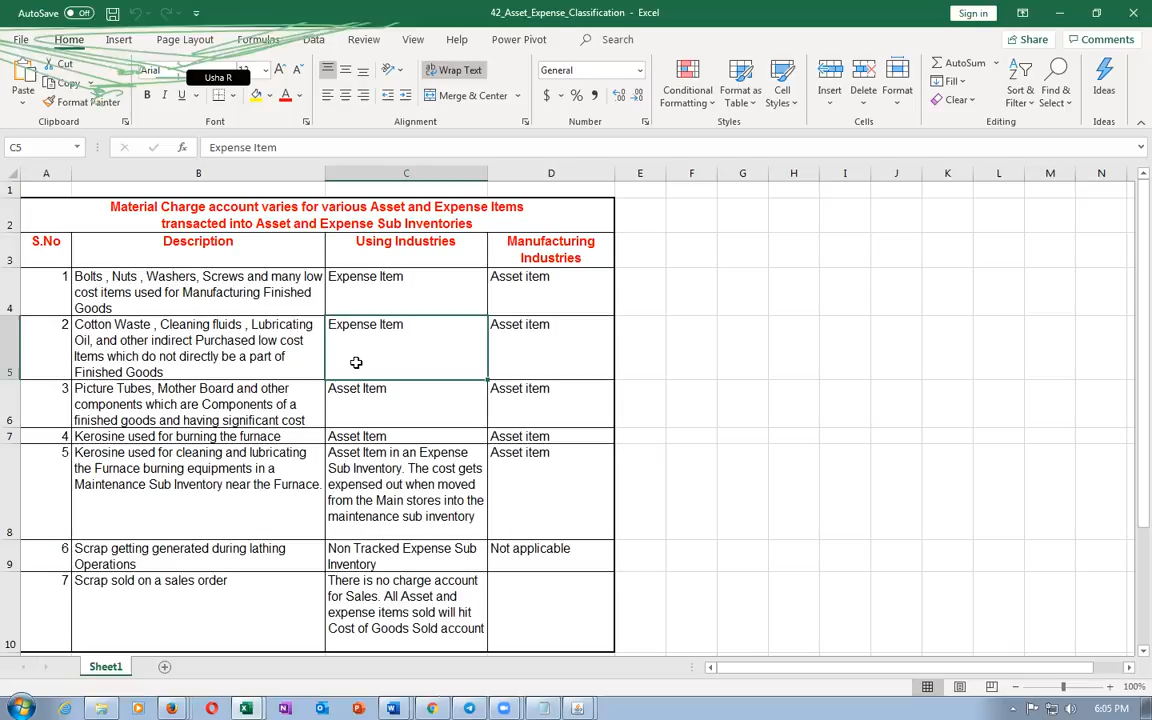 AutoSave Off
42_Asset_Expense_Classification - Excel
Sign in
File Home Insert Page Layout Formulas Data Review View Help Power Pivot Search
Share Comments
Paste
Cut
Copy
Format Painter
Clipboard
Arial
Usha R
B I U
Font
Wrap Text
Merge & Center
Alignment
General
$ % ,
Number
Conditional Formatting
Format as Table
Cell Styles
Styles
Insert Delete Format
Cells
AutoSum
Fill
Clear
Sort & Filter
Find & Select
Editing
Ideas
Ideas
C5
fx
Expense Item
A B C D E F G H I J K L M N
1
2
Material Charge account varies for various Asset and Expense Items
transacted into Asset and Expense Sub Inventories
3
S.No Description Using Industries Manufacturing
Industries
4
1 Bolts , Nuts , Washers, Screws and many low
cost items used for Manufacturing Finished
Goods
Expense Item
Asset item
5
2 Cotton Waste , Cleaning fluids , Lubricating
Oil, and other indirect Purchased low cost
Items which do not directly be a part of
Finished Goods
Expense Item
Asset item
6
3 Picture Tubes, Mother Board and other
components which are Components of a
finished goods and having significant cost
Asset Item
Asset item
7
4 Kerosine used for burning the furnace
Asset Item
Asset item
8
5 Kerosine used for cleaning and lubricating
the Furnace burning equipments in a
Maintenance Sub Inventory near the Furnace.
Asset Item in an Expense
Sub Inventory. The cost gets
expensed out when moved
from the Main stores into the
maintenance sub inventory
Asset item
9
6 Scrap getting generated during lathing
Operations
Non Tracked Expense Sub
Inventory
Not applicable
10
7 Scrap sold on a sales order
There is no charge account
for Sales. All Asset and
expense items sold will hit
Cost of Goods Sold account
Sheet1
100%
6:05 PM